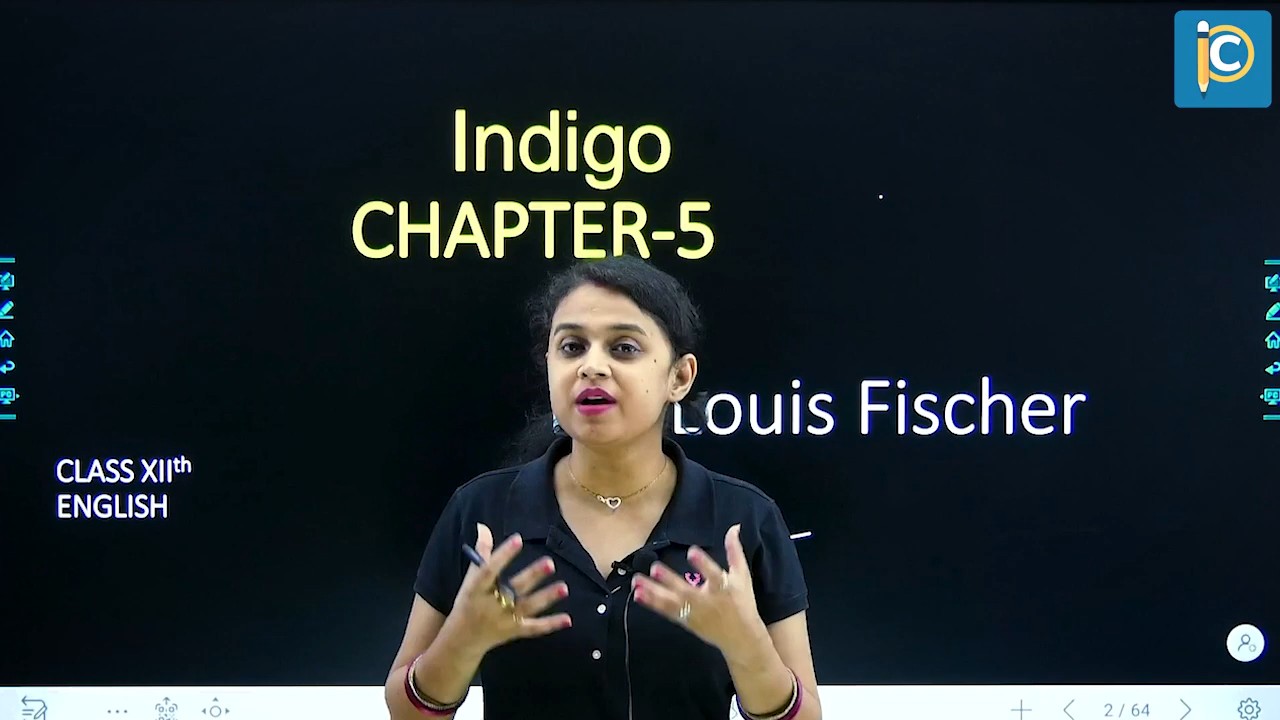 Indigo
CHAPTER-5
Louis Fischer
CLASS XIIth
ENGLISH
2 / 64